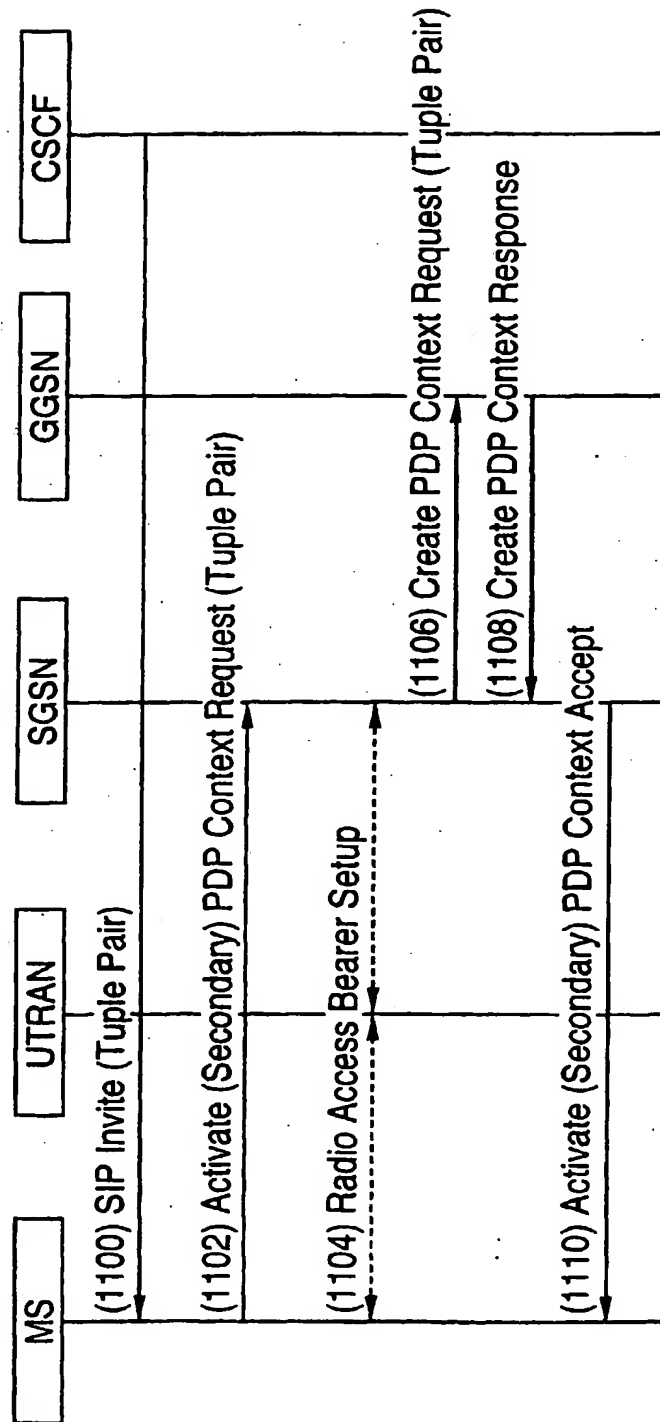 MS
UTRAN
SGSN
GGSN
CSCF
(1100) SIP Invite (Tuple Pair)
(1102) Activate (Secondary) PDP Context Request (Tuple Pair)
(1104) Radio Access Bearer Setup
(1106) Create PDP Context Request (Tuple Pair)
(1108) Create PDP Context Response
(1110) Activate (Secondary) PDP Context Accept